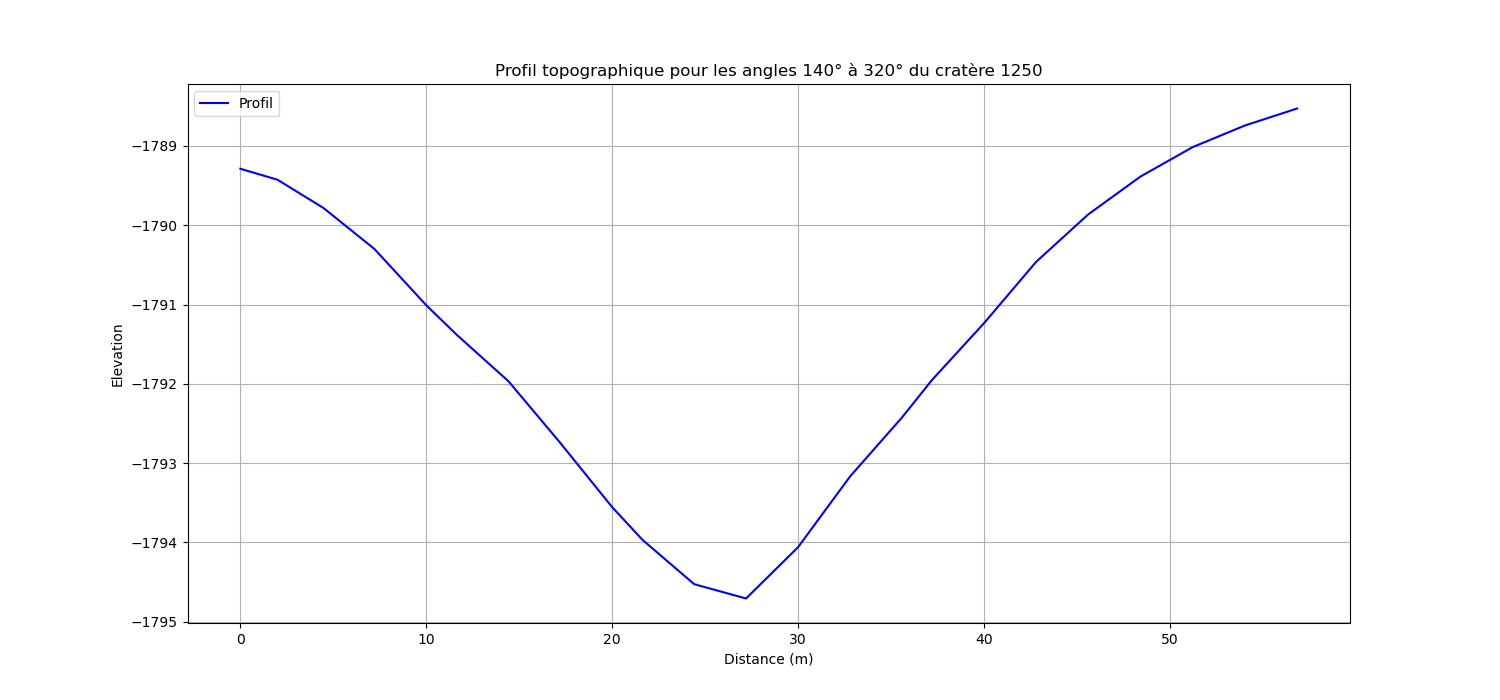 Profil topographique pour les angles 140° à 320° du cratère 1250
Profil
−1789
−1790
−1791
−1792
−1793
−1794
−1795
Elevation
0 10 20 30 40 50
Distance (m)